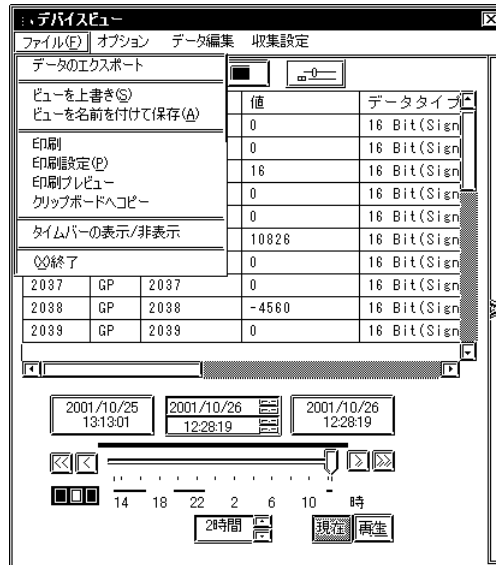 デバイスビュー
ファイル(F) オプション データ編集 収集設定
データのエクスポート
ビューを上書き(S)
ビューを名前を付けて保存(A)
印刷
印刷設定(P)
印刷プレビュー
クリップボードへコピー
タイムバーの表示/非表示
(X)終了
値 データタイプ
0 16 Bit(Sign
0 16 Bit(Sign
16 16 Bit(Sign
0 16 Bit(Sign
0 16 Bit(Sign
10826 16 Bit(Sign
2037 GP 2037 0 16 Bit(Sign
2038 GP 2038 -4560 16 Bit(Sign
2039 GP 2039 0 16 Bit(Sign
2001/10/25 2001/10/26 2001/10/26
13:13:01 12:28:19 12:28:19
14 18 22 2 6 10 時
2時間 現在 再生